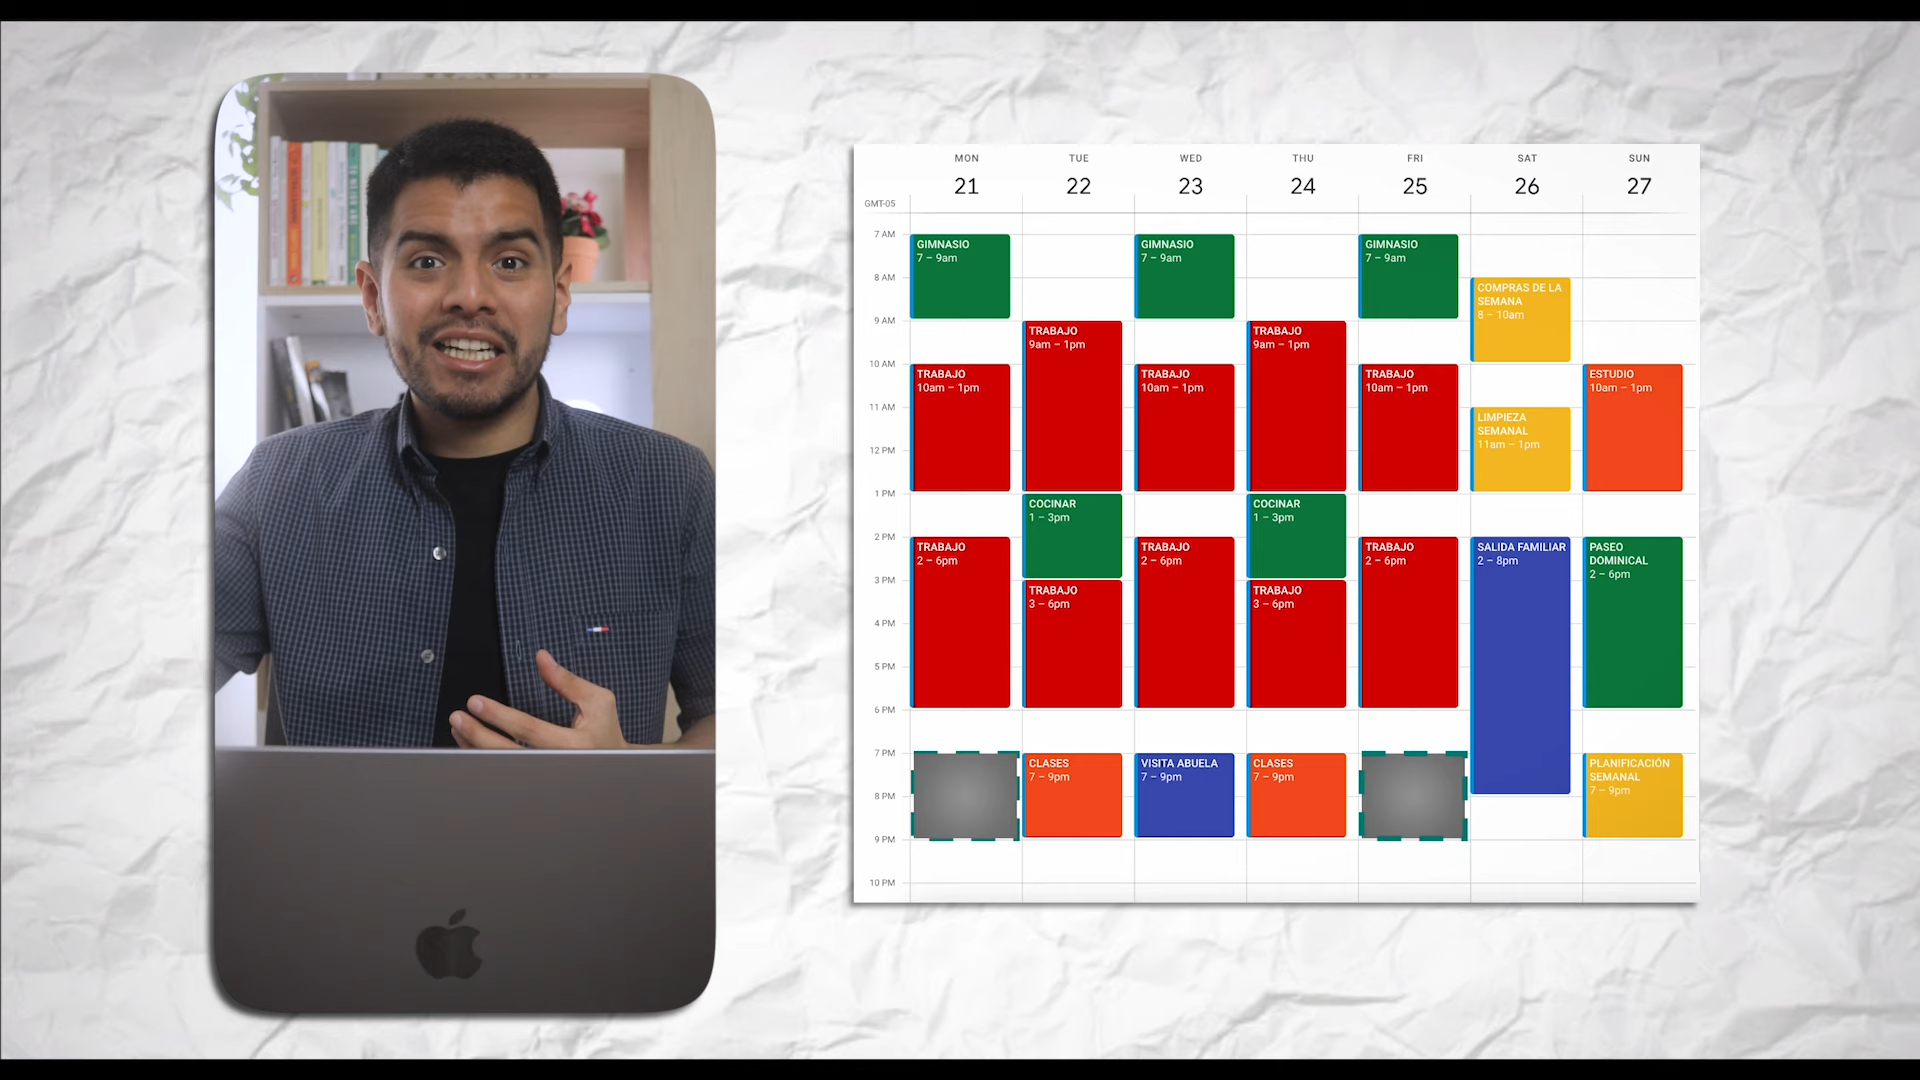 MON TUE WED THU FRI SAT SUN
21 22 23 24 25 26 27
GMT-05
7 AM
GIMNASIO
7 – 9am
GIMNASIO
7 – 9am
GIMNASIO
7 – 9am
8 AM
COMPRAS DE LA
SEMANA
8 – 10am
9 AM
TRABAJO
9am – 1pm
TRABAJO
9am – 1pm
10 AM
TRABAJO
10am – 1pm
TRABAJO
10am – 1pm
TRABAJO
10am – 1pm
ESTUDIO
10am – 1pm
11 AM
LIMPIEZA
SEMANAL
11am – 1pm
12 PM
1 PM
COCINAR
1 – 3pm
COCINAR
1 – 3pm
2 PM
TRABAJO
2 – 6pm
TRABAJO
2 – 6pm
TRABAJO
2 – 6pm
SALIDA FAMILIAR
2 – 8pm
PASEO
DOMINICAL
2 – 6pm
3 PM
TRABAJO
3 – 6pm
TRABAJO
3 – 6pm
4 PM
5 PM
6 PM
7 PM
CLASES
7 – 9pm
VISITA ABUELA
7 – 9pm
CLASES
7 – 9pm
PLANIFICACIÓN
SEMANAL
7 – 9pm
8 PM
9 PM
10 PM